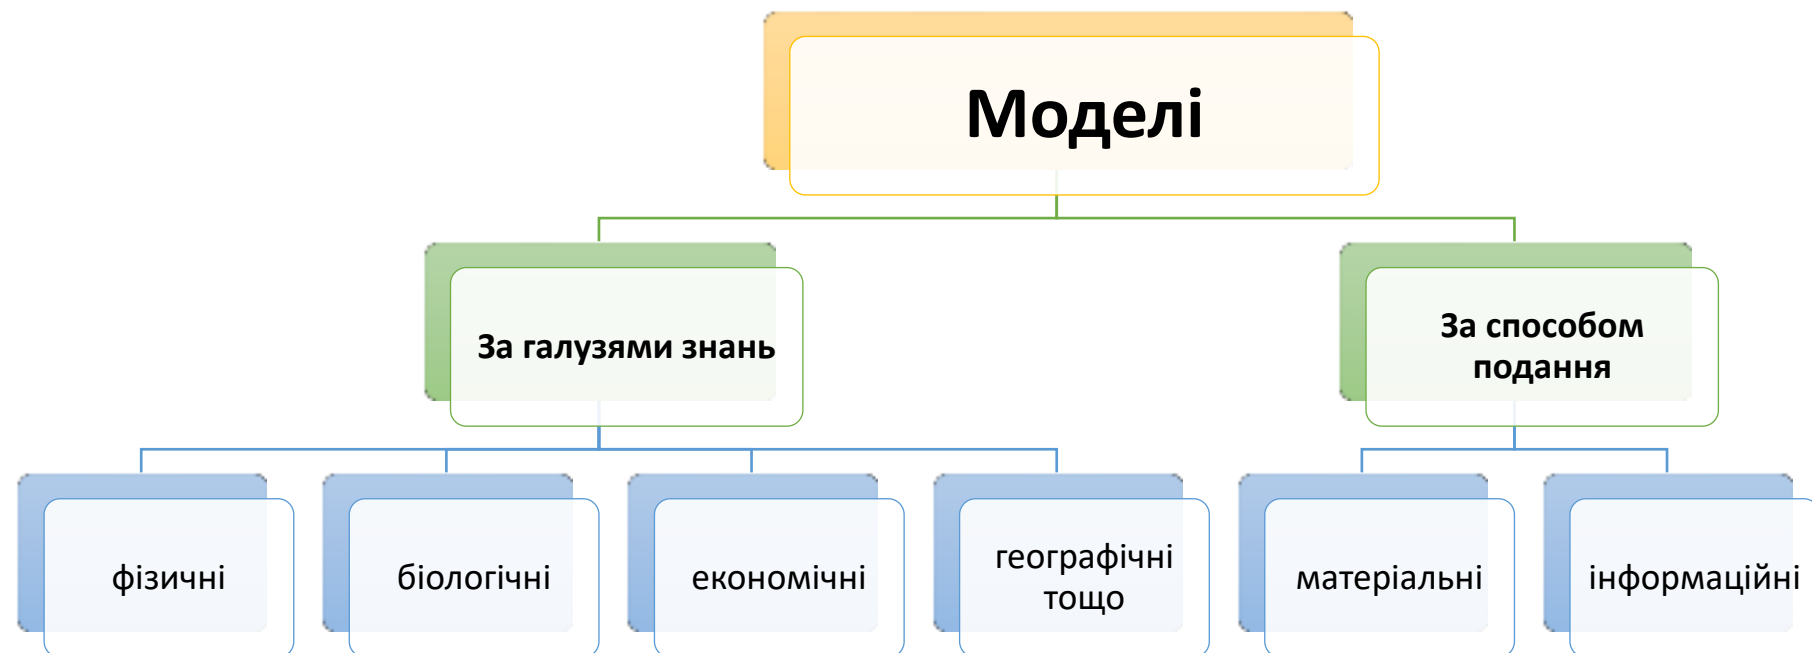 Моделі
За галузями знань
За способом
подання
фізичні
біологічні
економічні
географічні
тощо
матеріальні
інформаційні